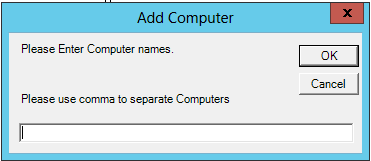 Add Computer
x
Please Enter Computer names.
OK
Cancel
Please use comma to separate Computers